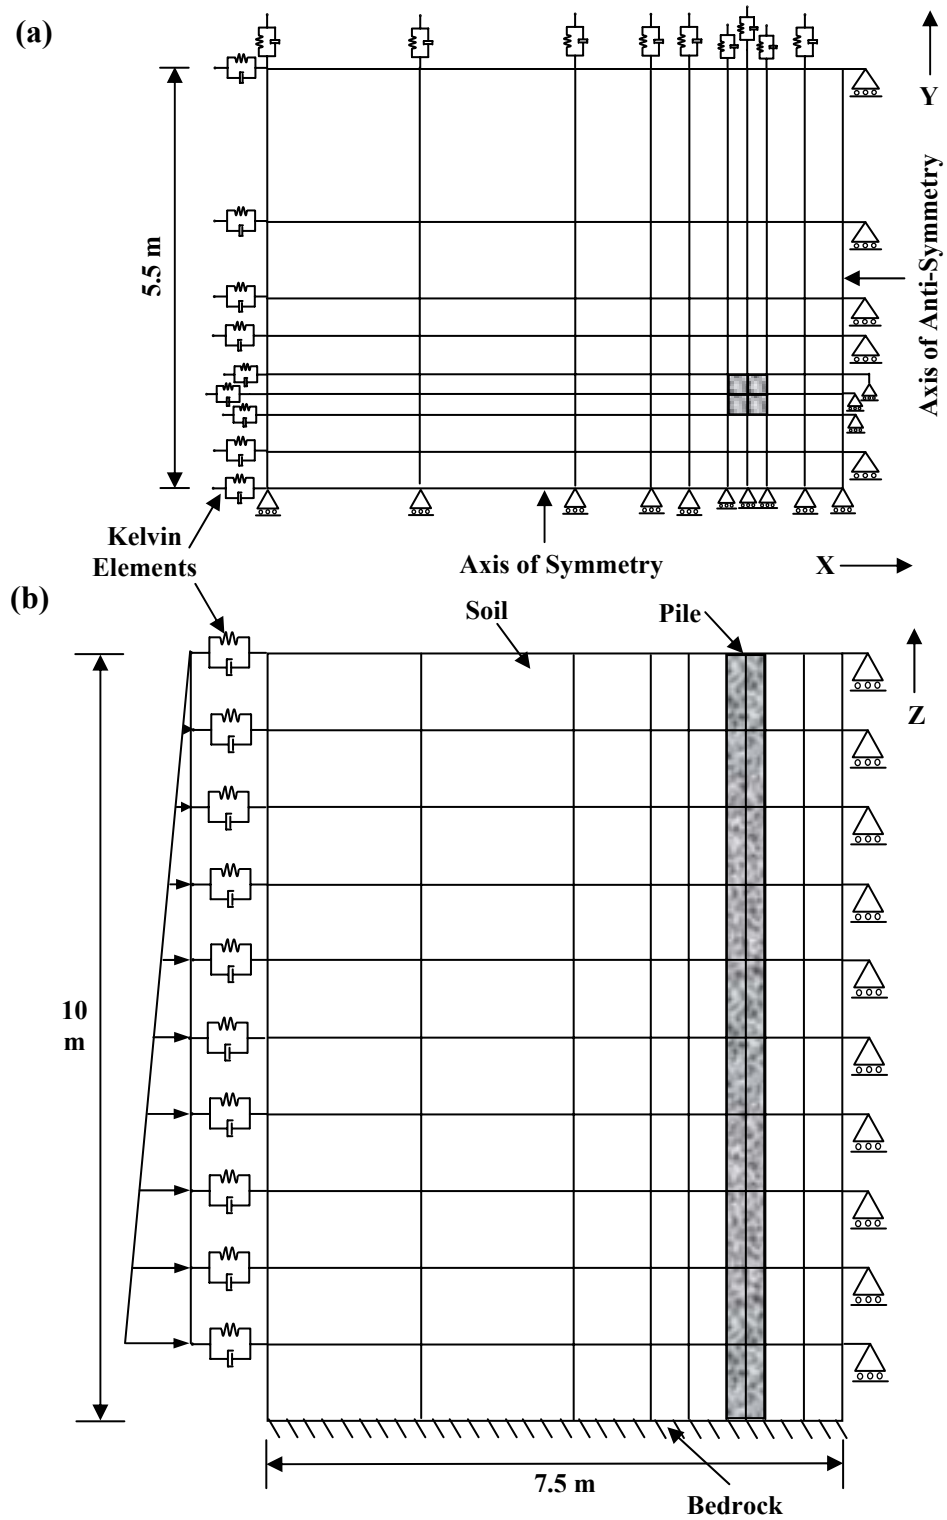 (a)
Y
5.5 m
Axis of Anti-Symmetry
Kelvin
Elements
Axis of Symmetry
X
(b)
Soil
Pile
Z
10
m
7.5 m
Bedrock